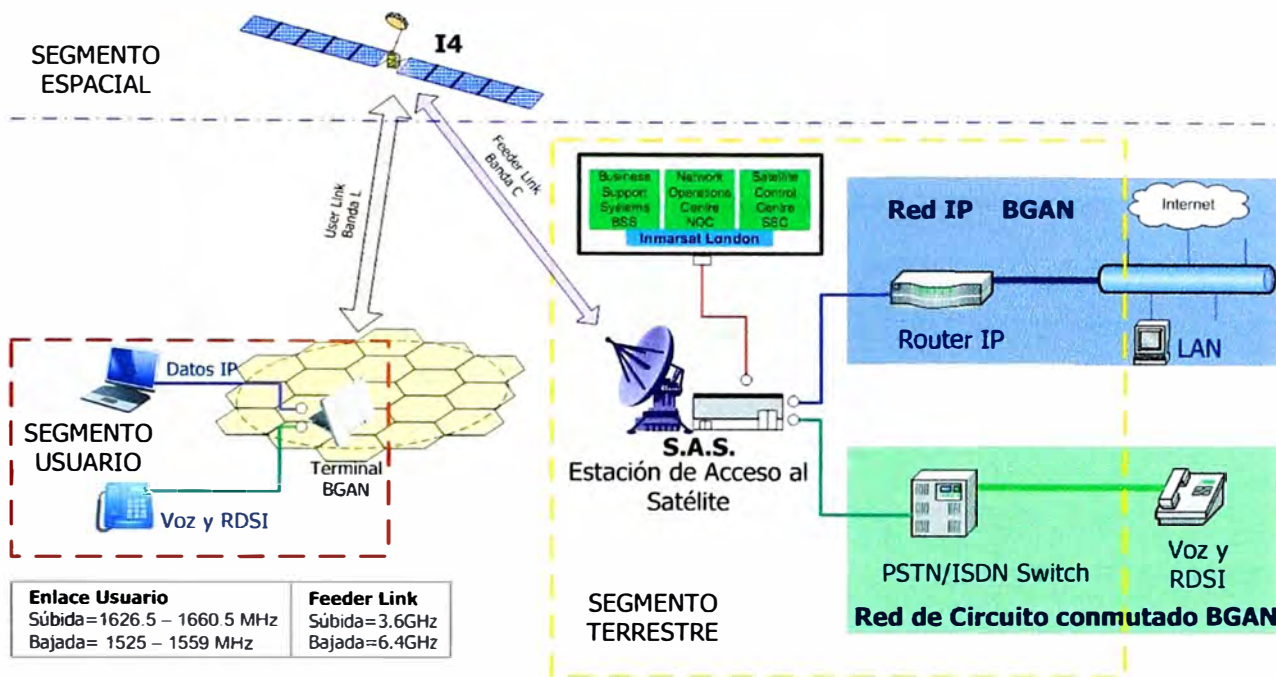 SEGMENTO
ESPACIAL
I4
User Link
Banda L
Feeder Link
Banda C
Business
Support
Systems
BSS
Network
Operations
Centre
NOC
Satellite
Control
Centre
SSC
Inmarsat London
Red IP BGAN
Internet
Router IP
LAN
Datos IP
SEGMENTO
USUARIO
Terminal
BGAN
Voz y RDSI
S.A.S.
Estación de Acceso al
Satélite
PSTN/ISDN Switch
Voz y
RDSI
Red de Circuito conmutado BGAN
SEGMENTO
TERRESTRE
Enlace Usuario
Súbida=1626.5 – 1660.5 MHz
Bajada= 1525 – 1559 MHz
Feeder Link
Súbida=3.6GHz
Bajada=6.4GHz